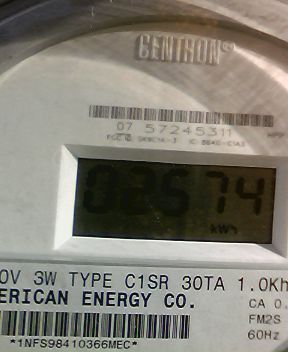 CENTRON®
07 57245311
02674
kWh
0V 3W TYPE C1SR 30TA 1.0Kh
ERICAN ENERGY CO.
CA 0.
FM2S
60Hz
*1NFS98410366MEC*